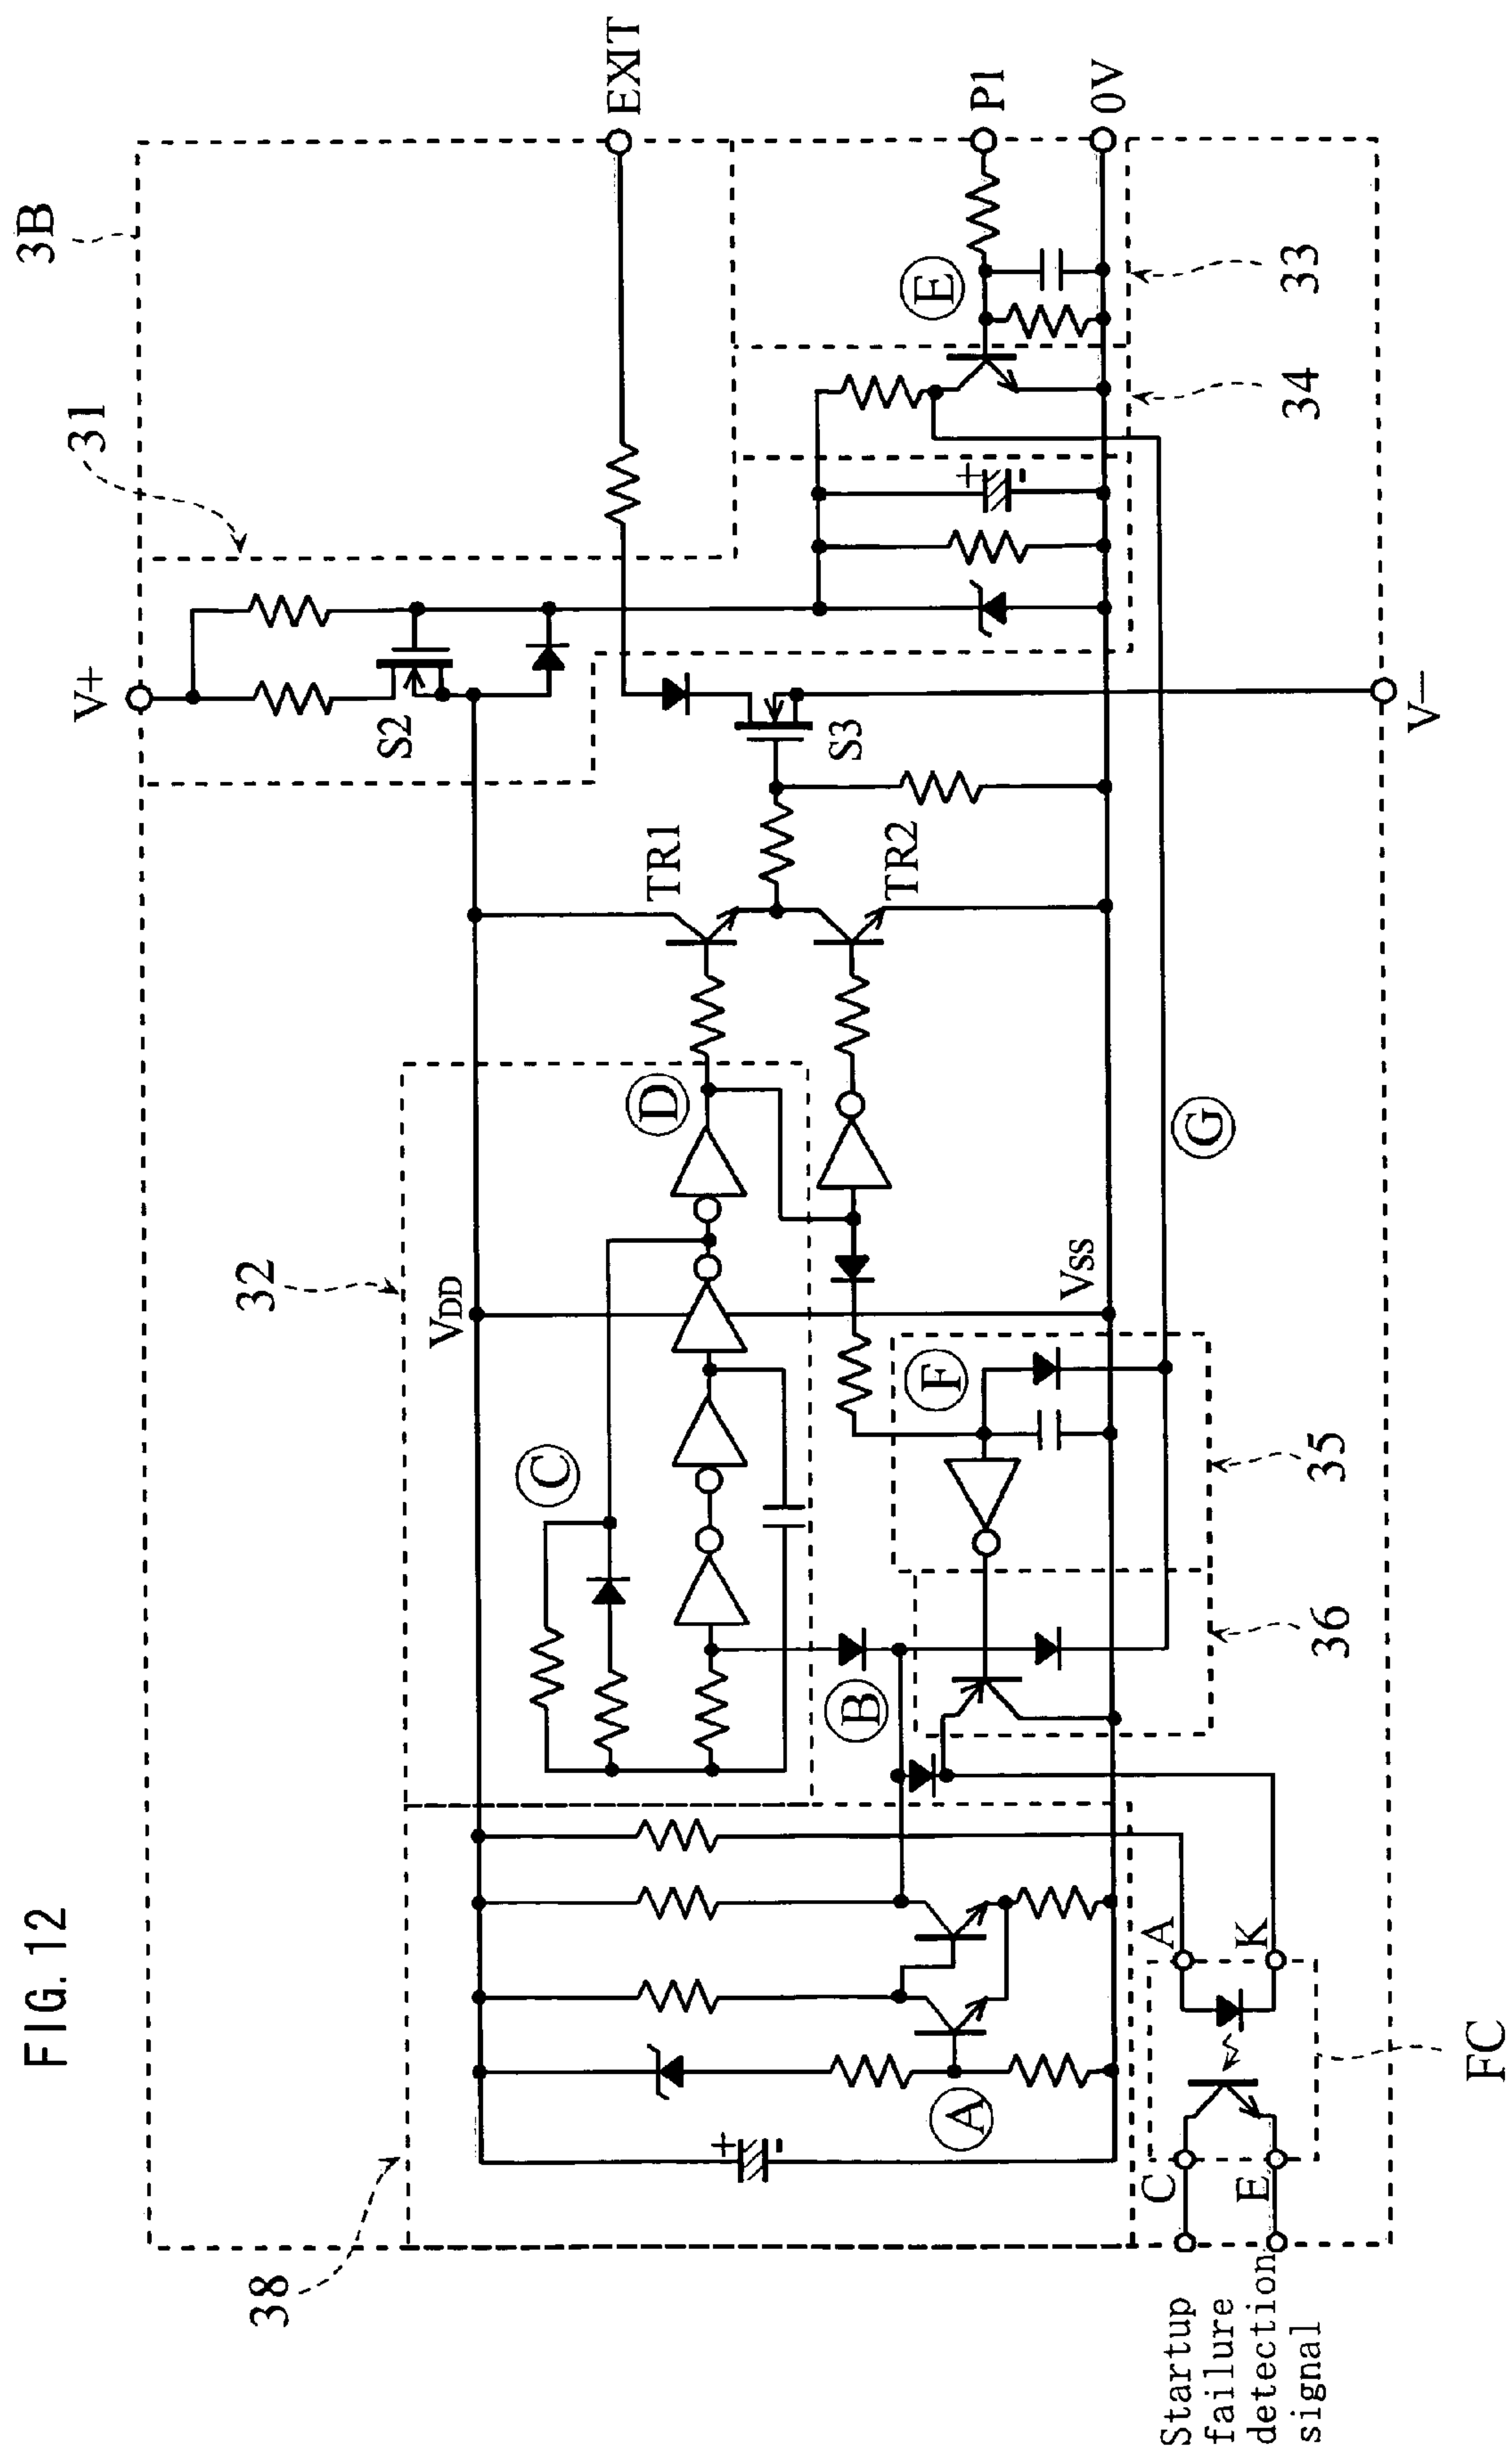 FIG. 12
3B
31
V+
EXIT
P1
0V
33
34
E
S2
S3
V−
TR1
TR2
32
VDD
D
C
G
Vss
F
35
36
B
38
A
A
K
C
E
FC
Startup
failure
detection
signal